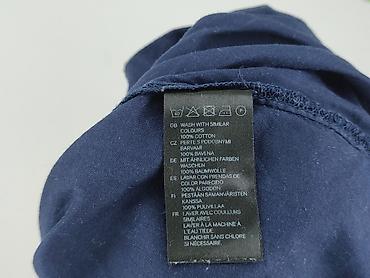 GB WASH WITH SIMILAR
COLOURS
100% COTTON
CZ PERTE S PODOBNÝMI
BARVAMI
100% BAVLNA
DE MIT ÄHNLICHEN FARBEN
WASCHEN
100% BAUMWOLLE
ES LAVAR CON PRENDAS DE
COLOR PARECIDO
100% ALGODÓN
FI PESTÄÄN SAMANVÄRISTEN
KANSSA
100% PUUVILLAA
FR LAVER AVEC COULEURS
SIMILAIRES
LAVER À LA MACHINE À
L'EAU TIÈDE
BLANCHIR SANS CHLORE
SI NÉCESSAIRE